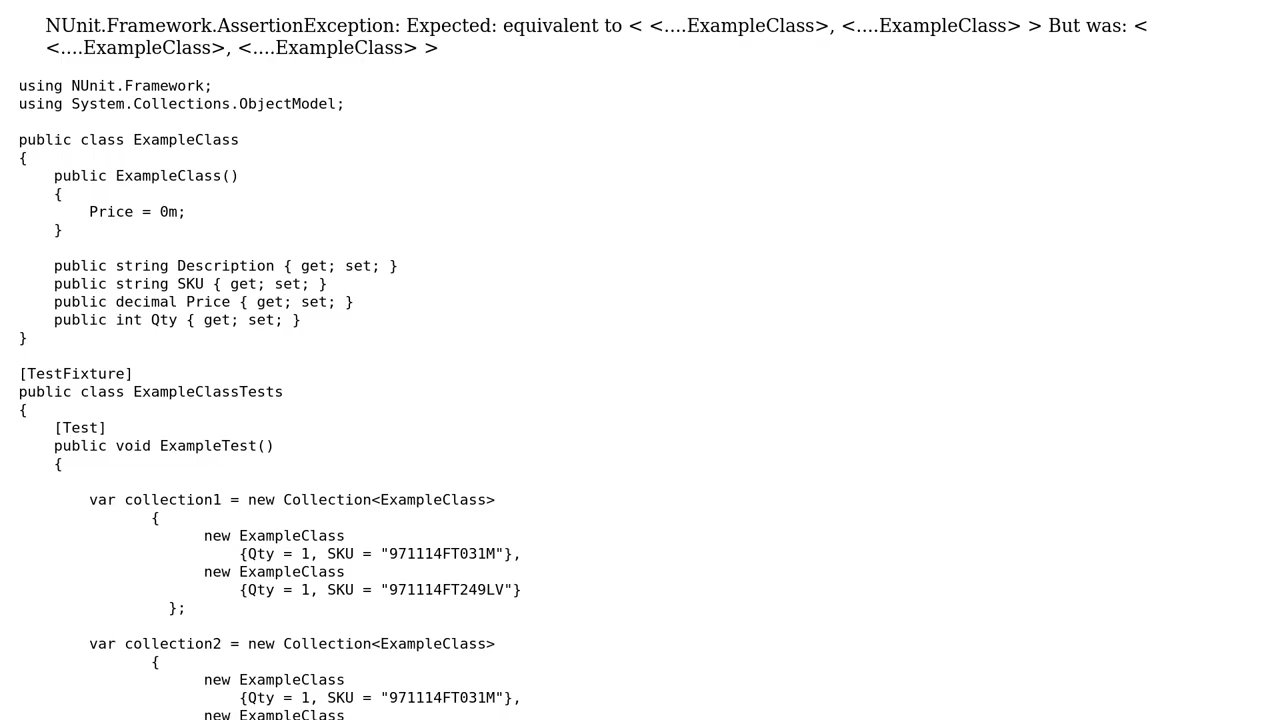 NUnit.Framework.AssertionException: Expected: equivalent to < <....ExampleClass>, <....ExampleClass> > But was: <
<....ExampleClass>, <....ExampleClass> >
using NUnit.Framework;
using System.Collections.ObjectModel;
public class ExampleClass
{
    public ExampleClass()
    {
        Price = 0m;
    }
    public string Description { get; set; }
    public string SKU { get; set; }
    public decimal Price { get; set; }
    public int Qty { get; set; }
}
[TestFixture]
public class ExampleClassTests
{
    [Test]
    public void ExampleTest()
    {
        var collection1 = new Collection<ExampleClass>
               {
                     new ExampleClass
                         {Qty = 1, SKU = "971114FT031M"},
                     new ExampleClass
                         {Qty = 1, SKU = "971114FT249LV"}
                 };
        var collection2 = new Collection<ExampleClass>
               {
                     new ExampleClass
                         {Qty = 1, SKU = "971114FT031M"},
                     new ExampleClass